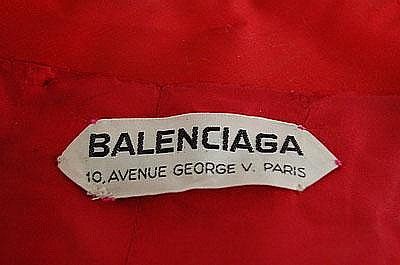 BALENCIAGA
10, AVENUE GEORGE V. PARIS